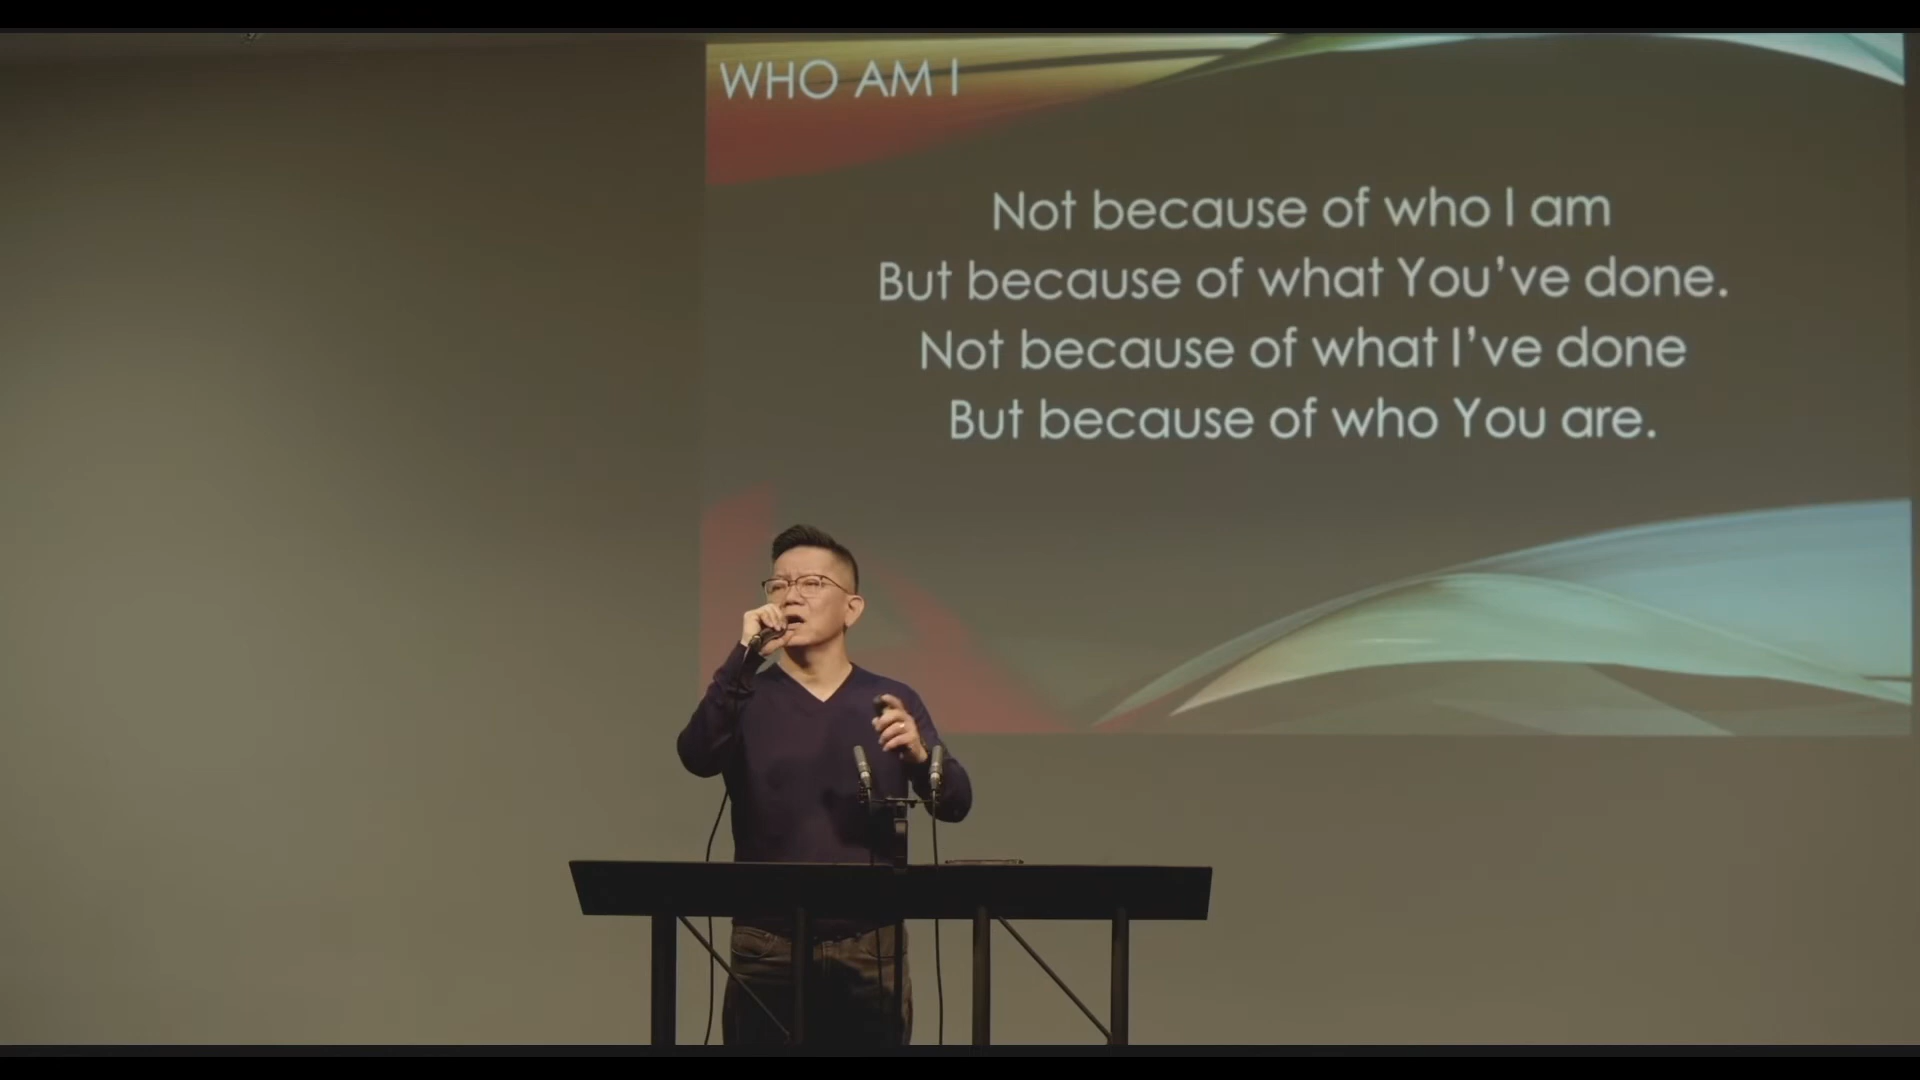 WHO AM I
Not because of who I am
But because of what You’ve done.
Not because of what I’ve done
But because of who You are.